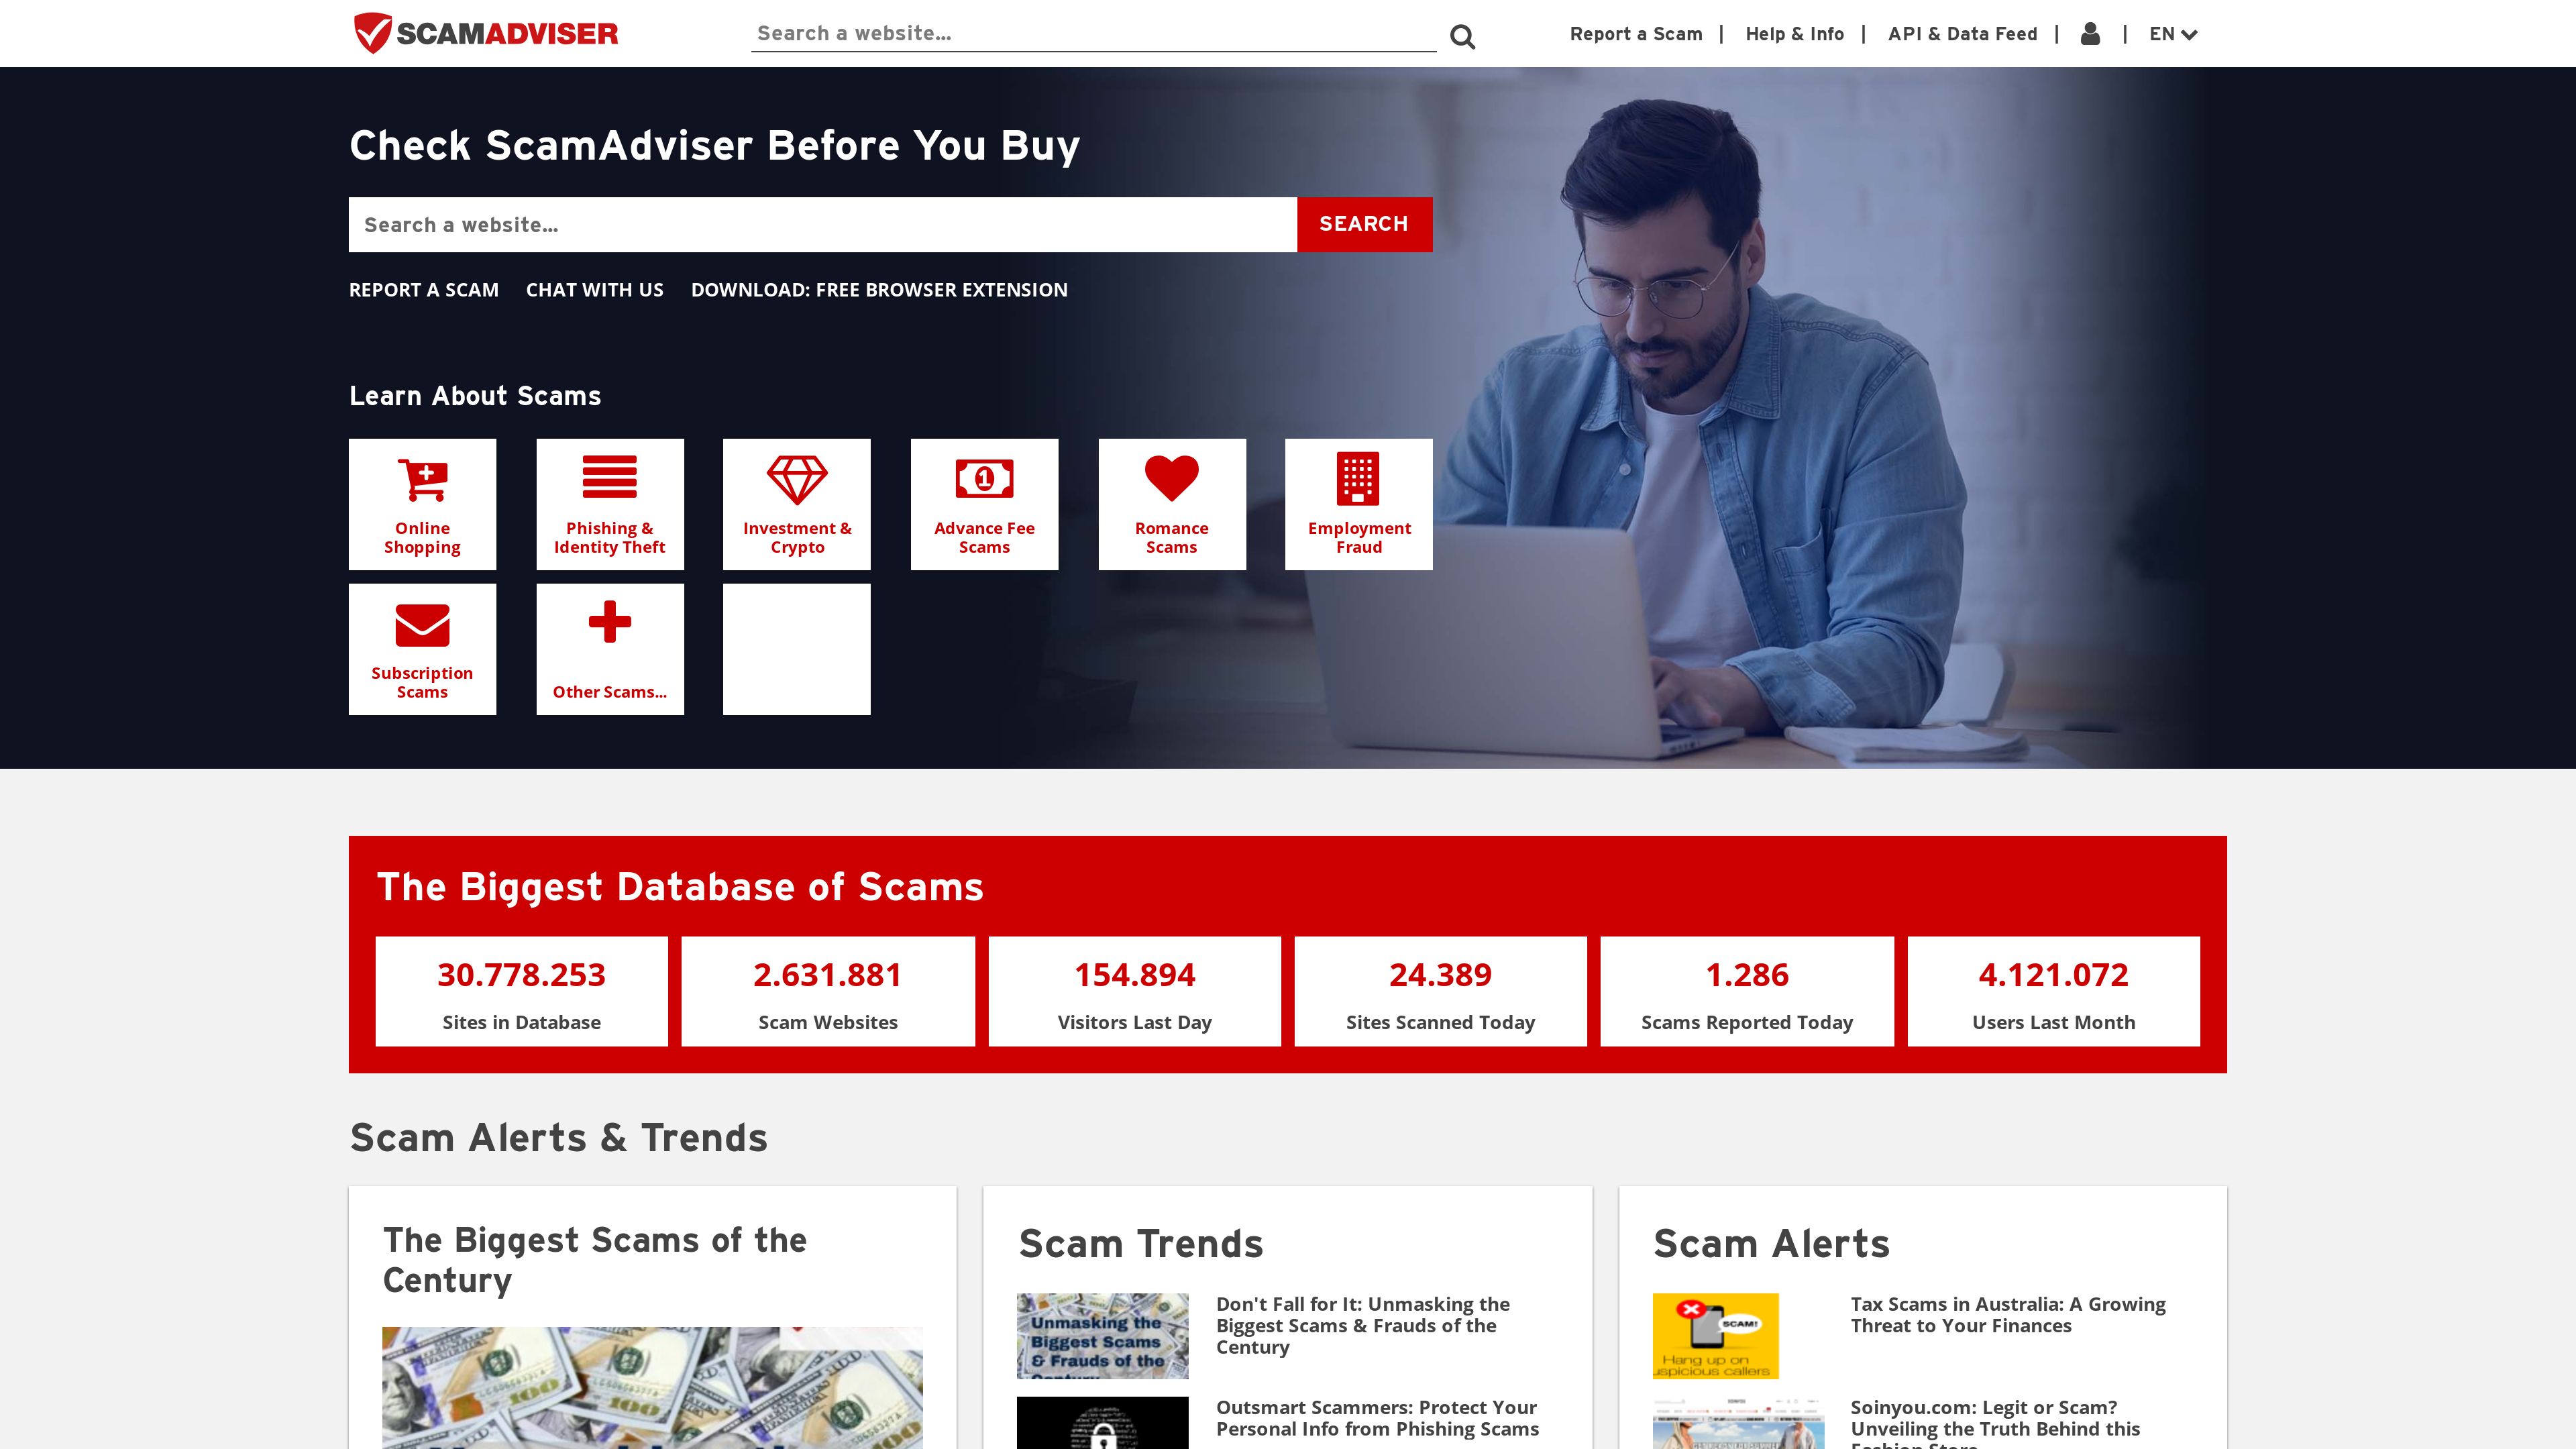 SCAMADVISER
Search a website...
Report a Scam | Help & Info | API & Data Feed | | EN
Check ScamAdviser Before You Buy
Search a website...
SEARCH
REPORT A SCAM CHAT WITH US DOWNLOAD: FREE BROWSER EXTENSION
Learn About Scams
Online
Shopping
Phishing &
Identity Theft
Investment &
Crypto
1
Advance Fee
Scams
Romance
Scams
Employment
Fraud
Subscription
Scams
Other Scams...
The Biggest Database of Scams
30.778.253
Sites in Database
2.631.881
Scam Websites
154.894
Visitors Last Day
24.389
Sites Scanned Today
1.286
Scams Reported Today
4.121.072
Users Last Month
Scam Alerts & Trends
The Biggest Scams of the
Century
100
100
100
Scam Trends
Unmasking the
Biggest Scams
& Frauds of the
Don't Fall for It: Unmasking the
Biggest Scams & Frauds of the
Century
Outsmart Scammers: Protect Your
Personal Info from Phishing Scams
Scam Alerts
SCAM!
Hang up on
uspicious callers
Tax Scams in Australia: A Growing
Threat to Your Finances
Soinyou.com: Legit or Scam?
Unveiling the Truth Behind this
Fashion Store